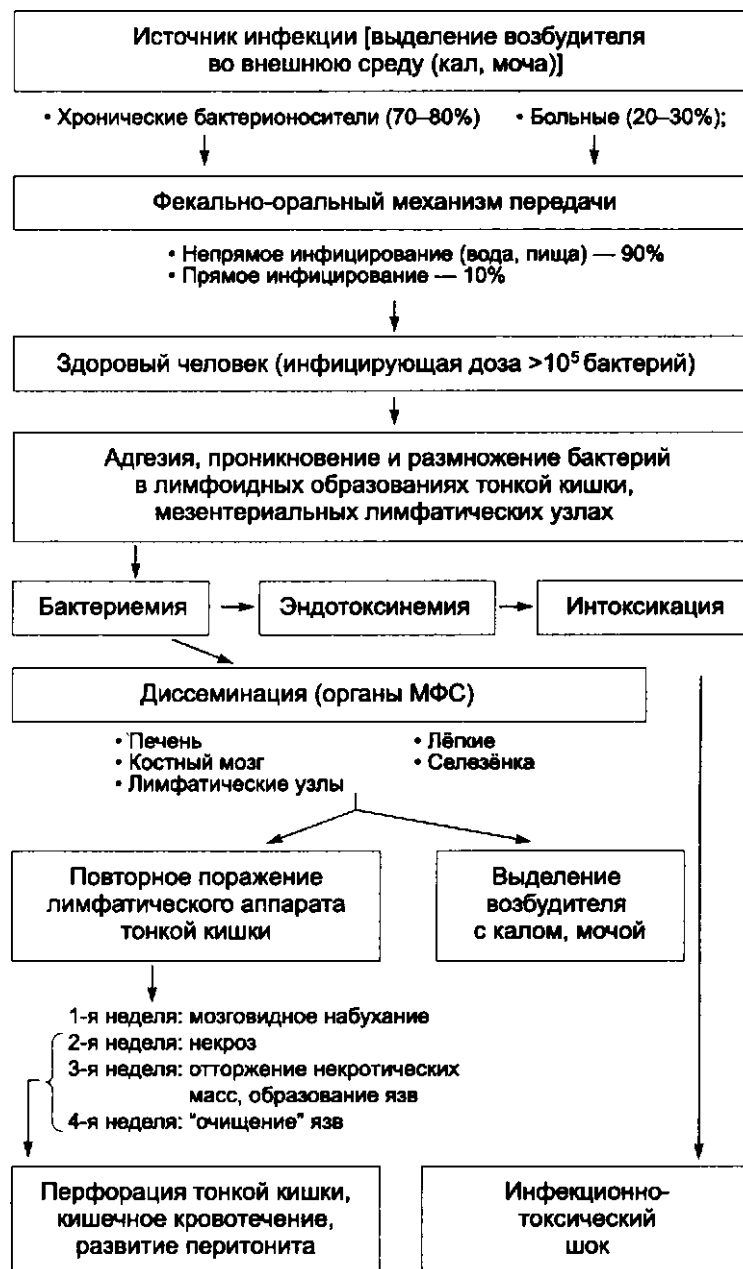 Источник инфекции [выделение возбудителя
во внешнюю среду (кал, моча)]
• Хронические бактерионосители (70–80%) • Больные (20–30%);
Фекально-оральный механизм передачи
• Непрямое инфицирование (вода, пища) — 90%
• Прямое инфицирование — 10%
Здоровый человек (инфицирующая доза >10⁵ бактерий)
Адгезия, проникновение и размножение бактерий
в лимфоидных образованиях тонкой кишки,
мезентериальных лимфатических узлах
Бактериемия Эндотоксинемия Интоксикация
Диссеминация (органы МФС)
• Печень • Лёгкие
• Костный мозг • Селезёнка
• Лимфатические узлы
Повторное поражение
лимфатического аппарата
тонкой кишки
Выделение
возбудителя
с калом, мочой
1-я неделя: мозговидное набухание
2-я неделя: некроз
3-я неделя: отторжение некротических
масс, образование язв
4-я неделя: "очищение" язв
Перфорация тонкой кишки,
кишечное кровотечение,
развитие перитонита
Инфекционно-
токсический
шок